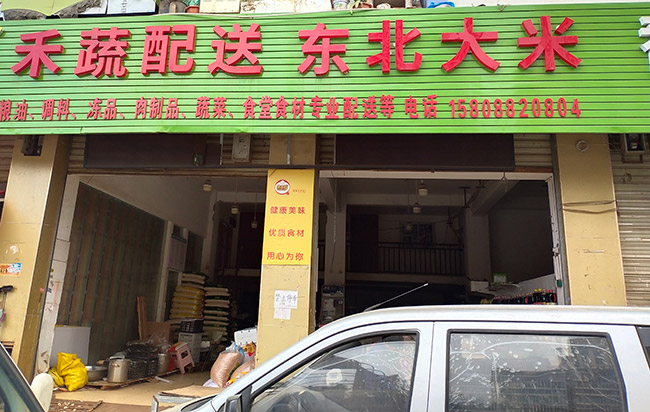 禾蔬配送 东北大米
粮油、调料、冻品、肉制品、蔬菜、食堂食材专业配送等 电话 15808820804
健康美味
优质食材
用心为你